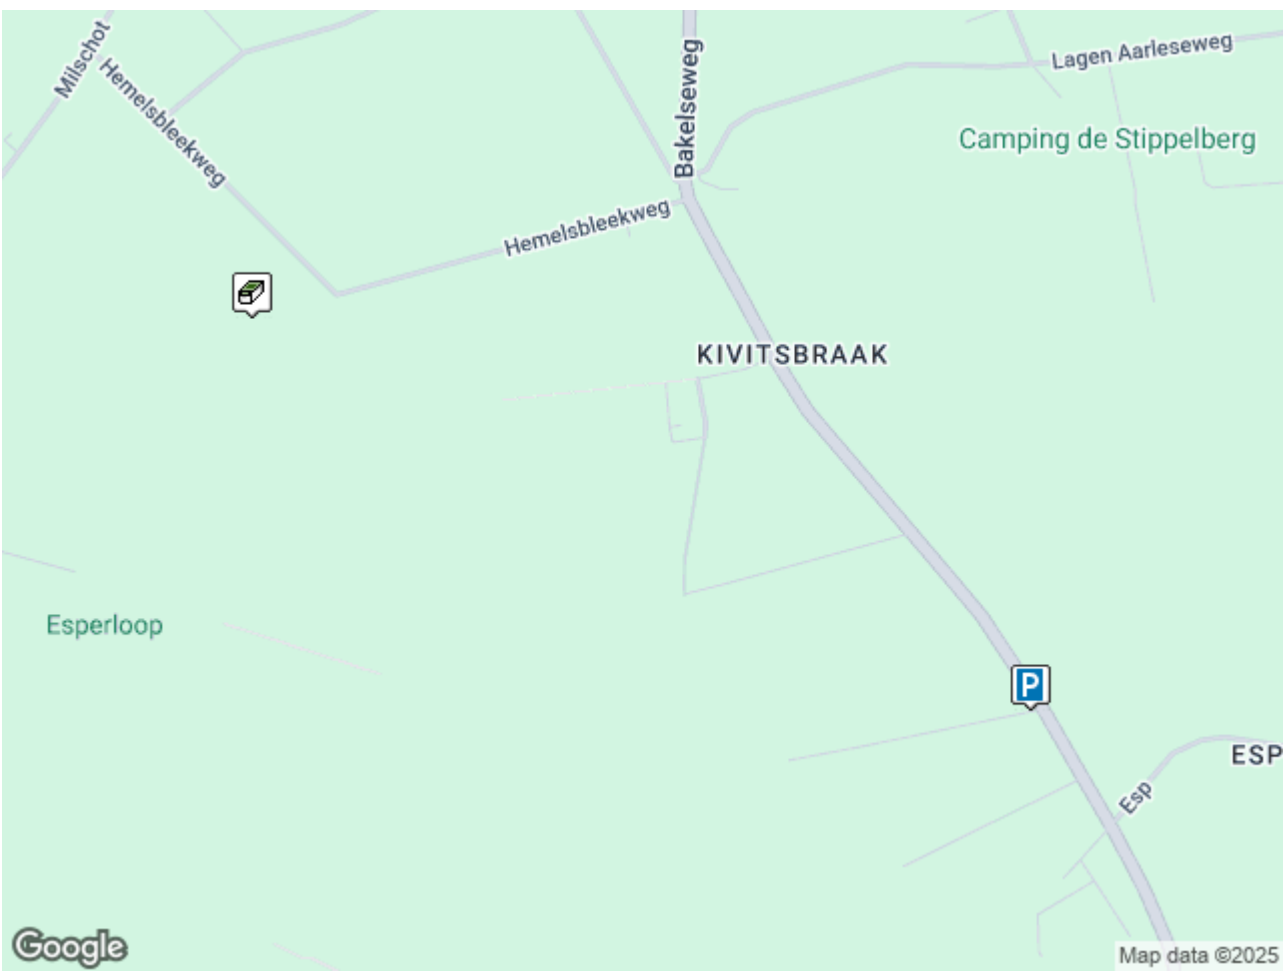 Milschot
Hemelsbleekweg
Bakelseweg
Lagen Aarleseweg
Camping de Stippelberg
Hemelsbleekweg
KIVITSBRAAK
Esperloop
P
ESP
Esp
Google
Map data ©2025